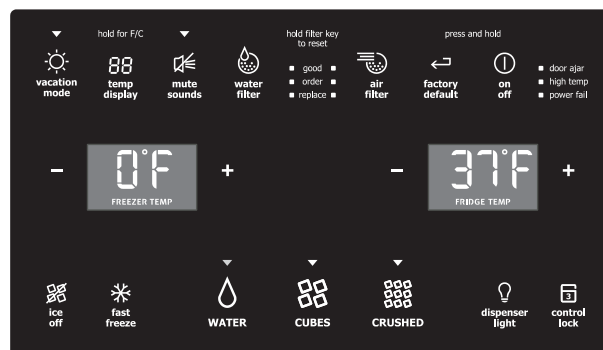 hold for F/C
hold filter key
to reset
press and hold
88
vacation
mode
temp
display
mute
sounds
water
filter
good
order
replace
air
filter
factory
default
on
off
door ajar
high temp
power fail
- 0°F +
FREEZER TEMP
- 37°F +
FRIDGE TEMP
ice
off
fast
freeze
WATER
CUBES
CRUSHED
dispenser
light
3
control
lock